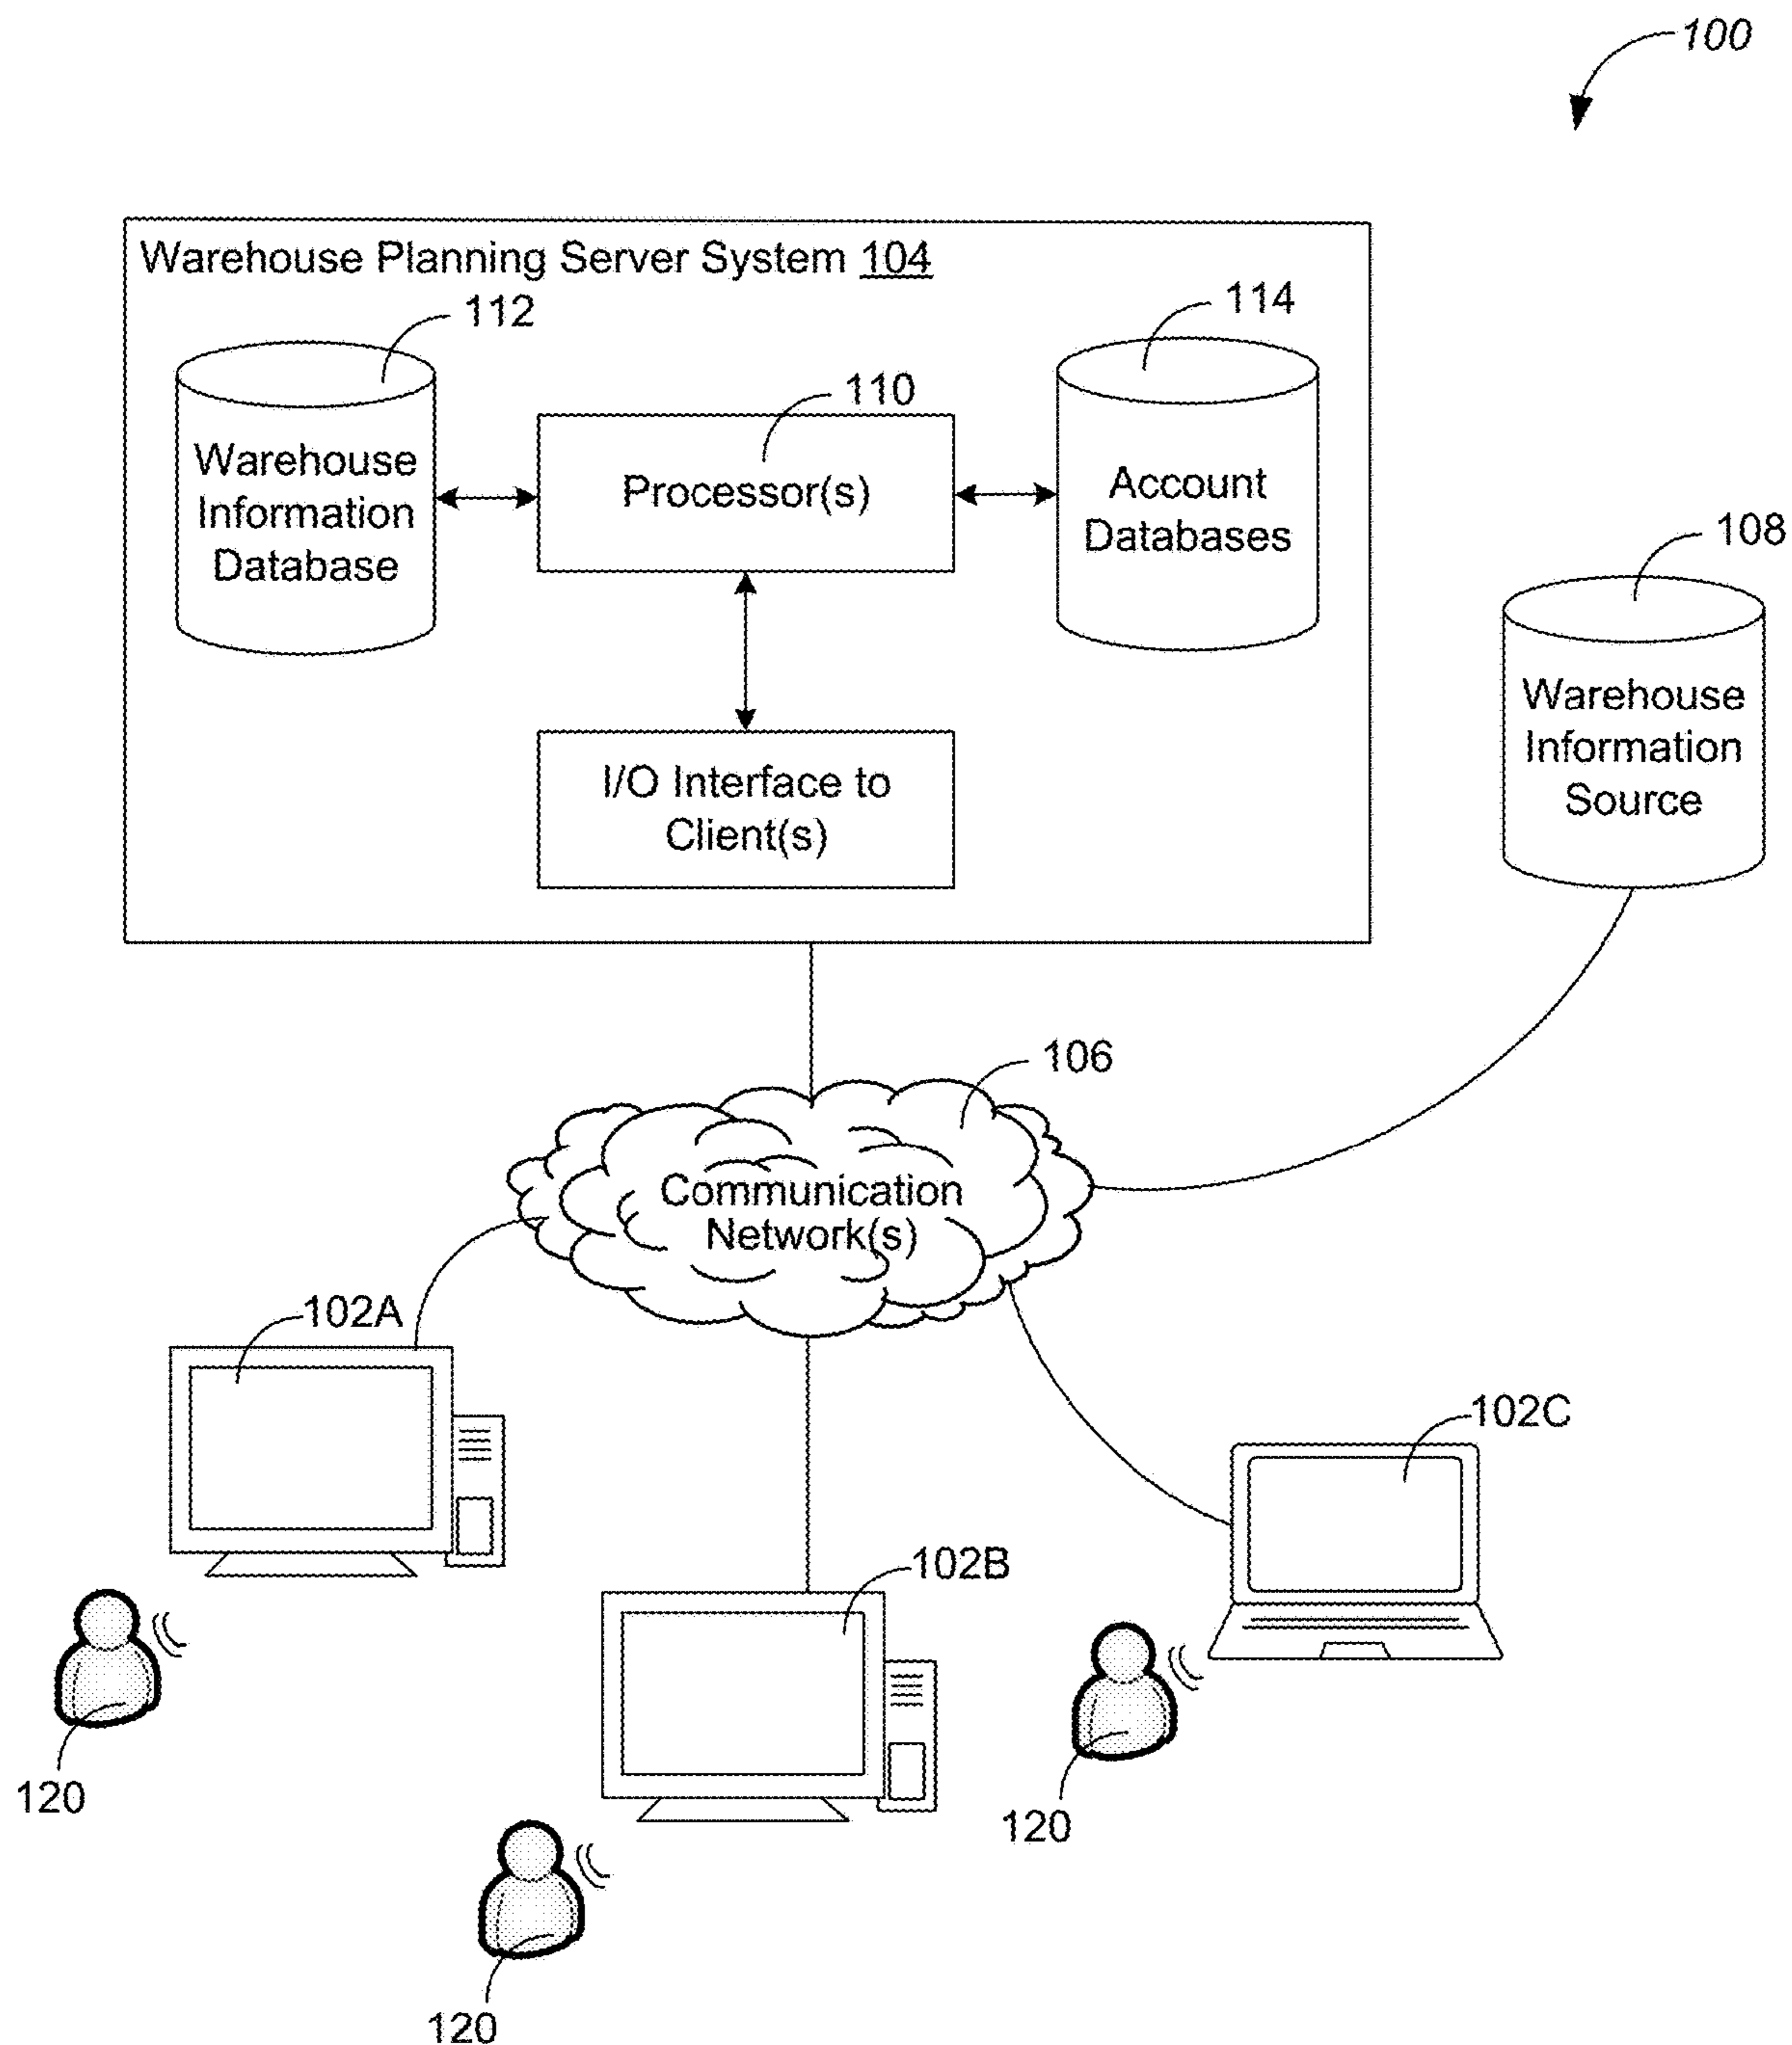 100
Warehouse Planning Server System 104
112
114
110
Warehouse
Information
Database
Processor(s)
Account
Databases
108
Warehouse
Information
Source
I/O Interface to
Client(s)
106
Communication
Network(s)
102A
102C
102B
120
120
120